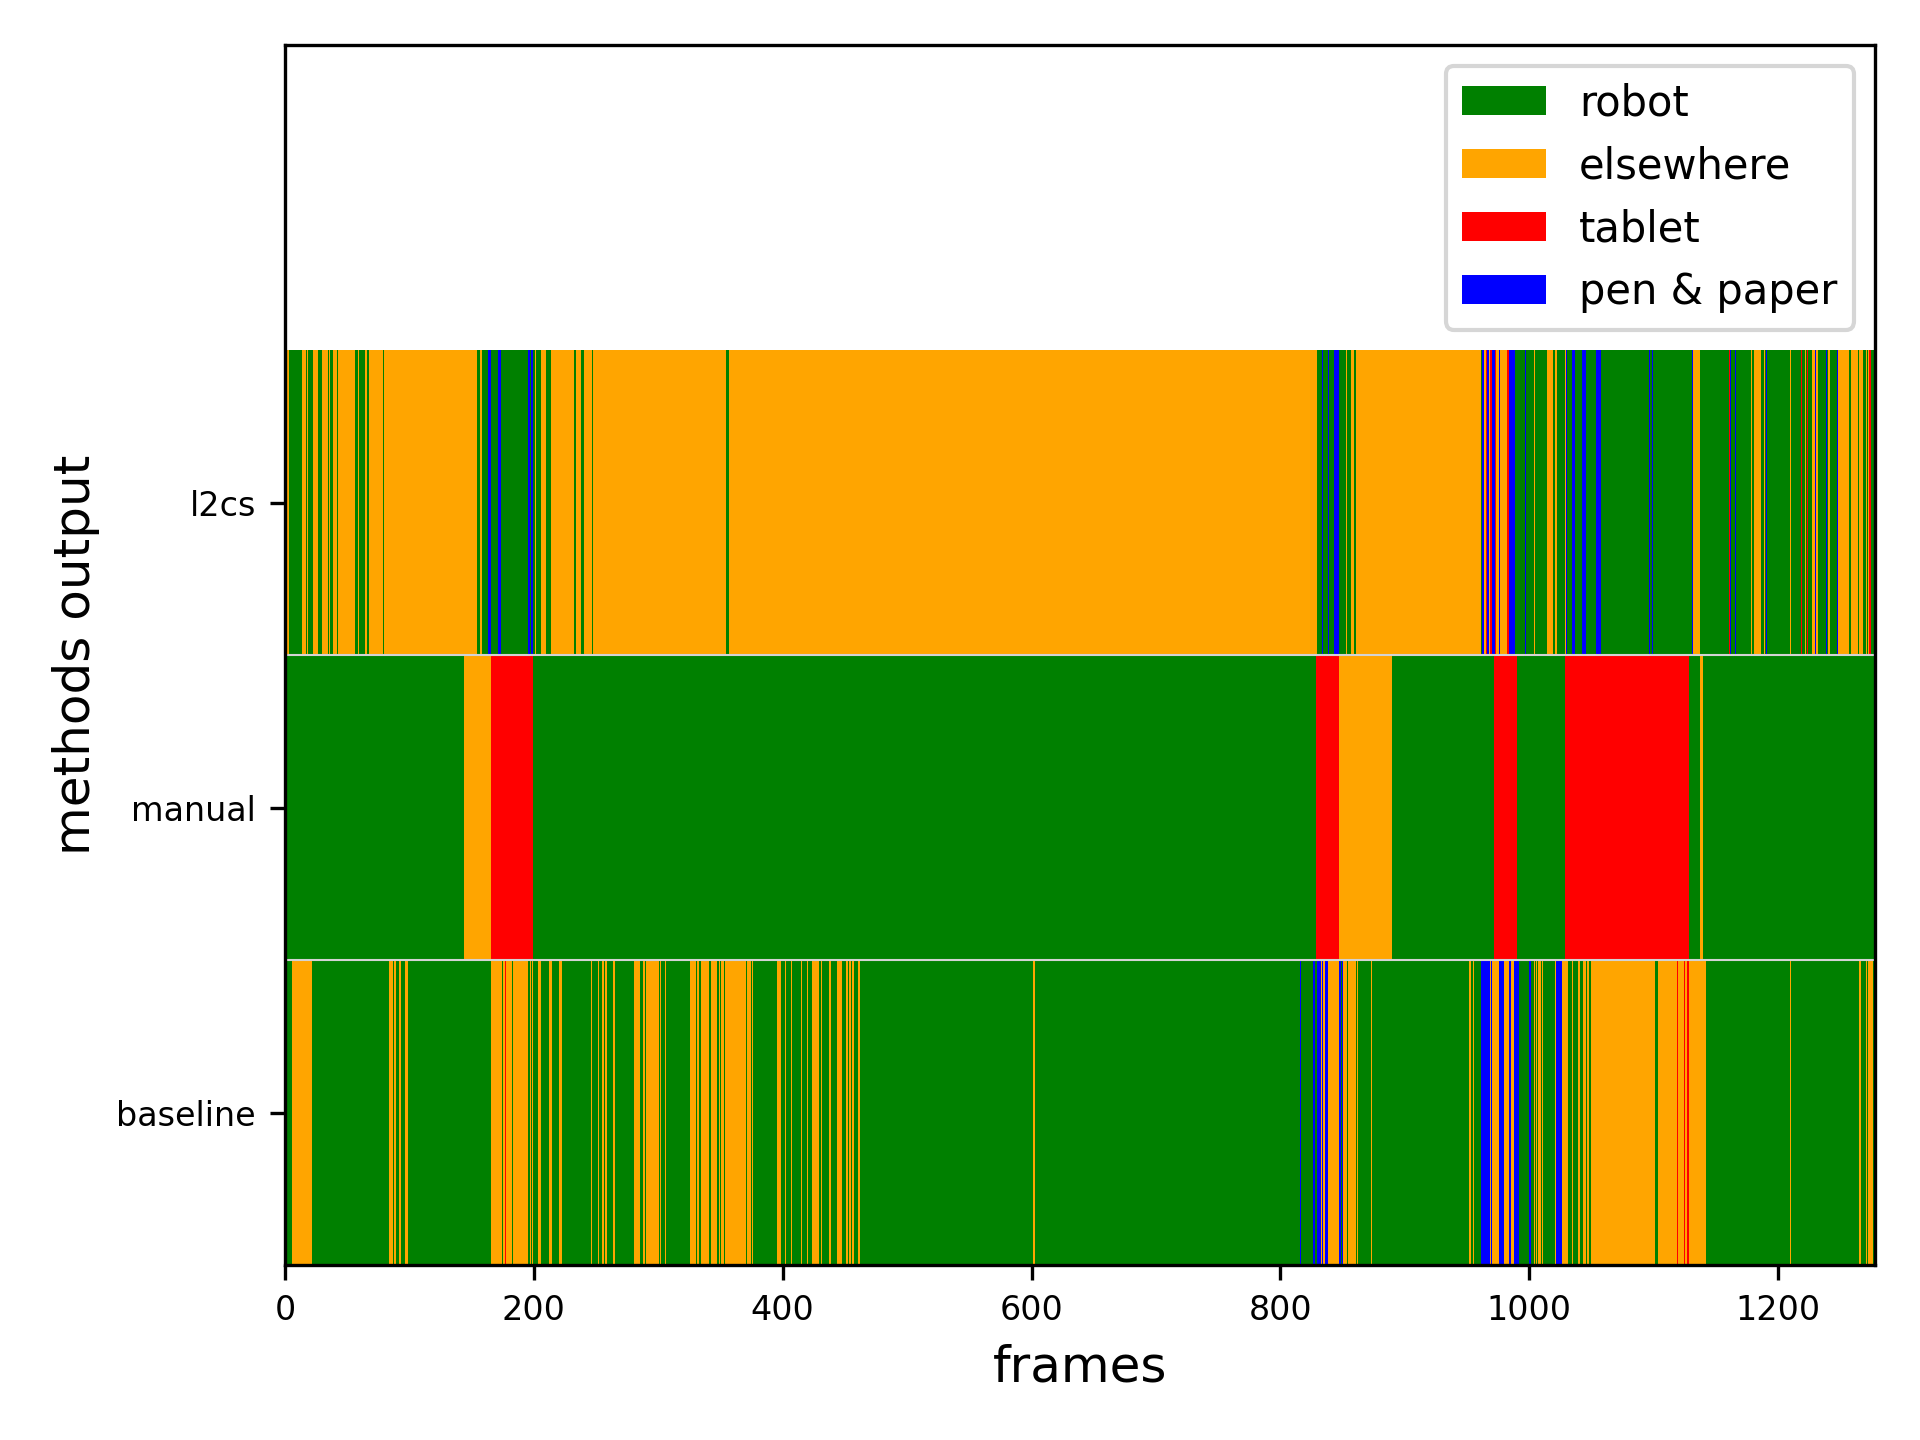 robot
elsewhere
tablet
pen & paper
methods output
l2cs
manual
baseline
0 200 400 600 800 1000 1200
frames